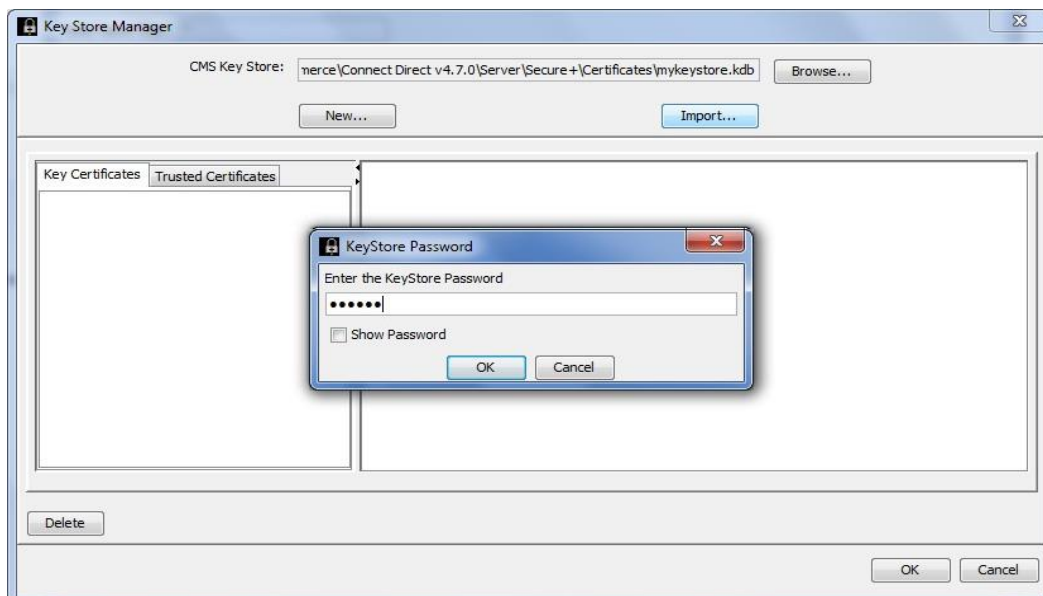 Key Store Manager
CMS Key Store: merce\Connect Direct v4.7.0\Server\Secure+\Certificates\mykeystore.kdb Browse...
New... Import...
Key Certificates Trusted Certificates
KeyStore Password
Enter the KeyStore Password
••••••
Show Password
OK Cancel
Delete
OK Cancel